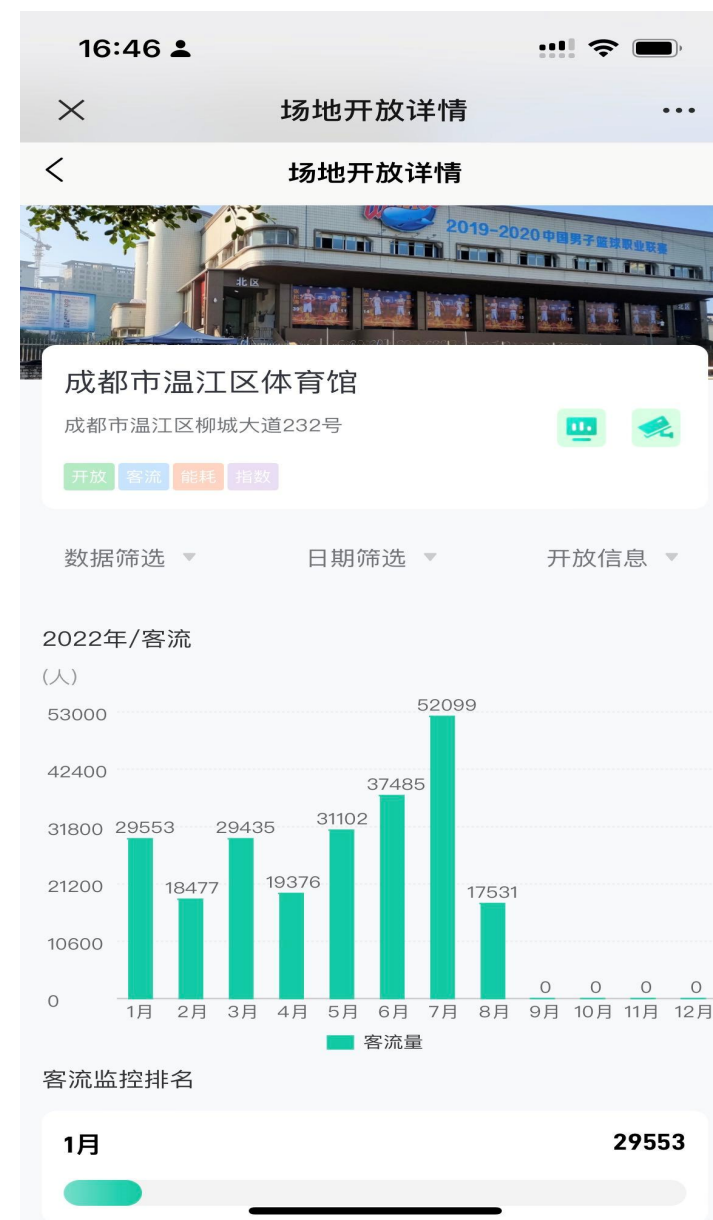 16:46
场地开放详情
场地开放详情
2019-2020中国男子篮球职业联赛
北区
成都市温江区体育馆
成都市温江区柳城大道232号
开放 客流 能耗 指数
数据筛选 日期筛选 开放信息
2022年/客流
(人)
53000
42400
31800
21200
10600
0
29553
18477
29435
19376
31102
37485
52099
17531
0
0
0
0
1月 2月 3月 4月 5月 6月 7月 8月 9月 10月 11月 12月
客流量
客流监控排名
1月 29553